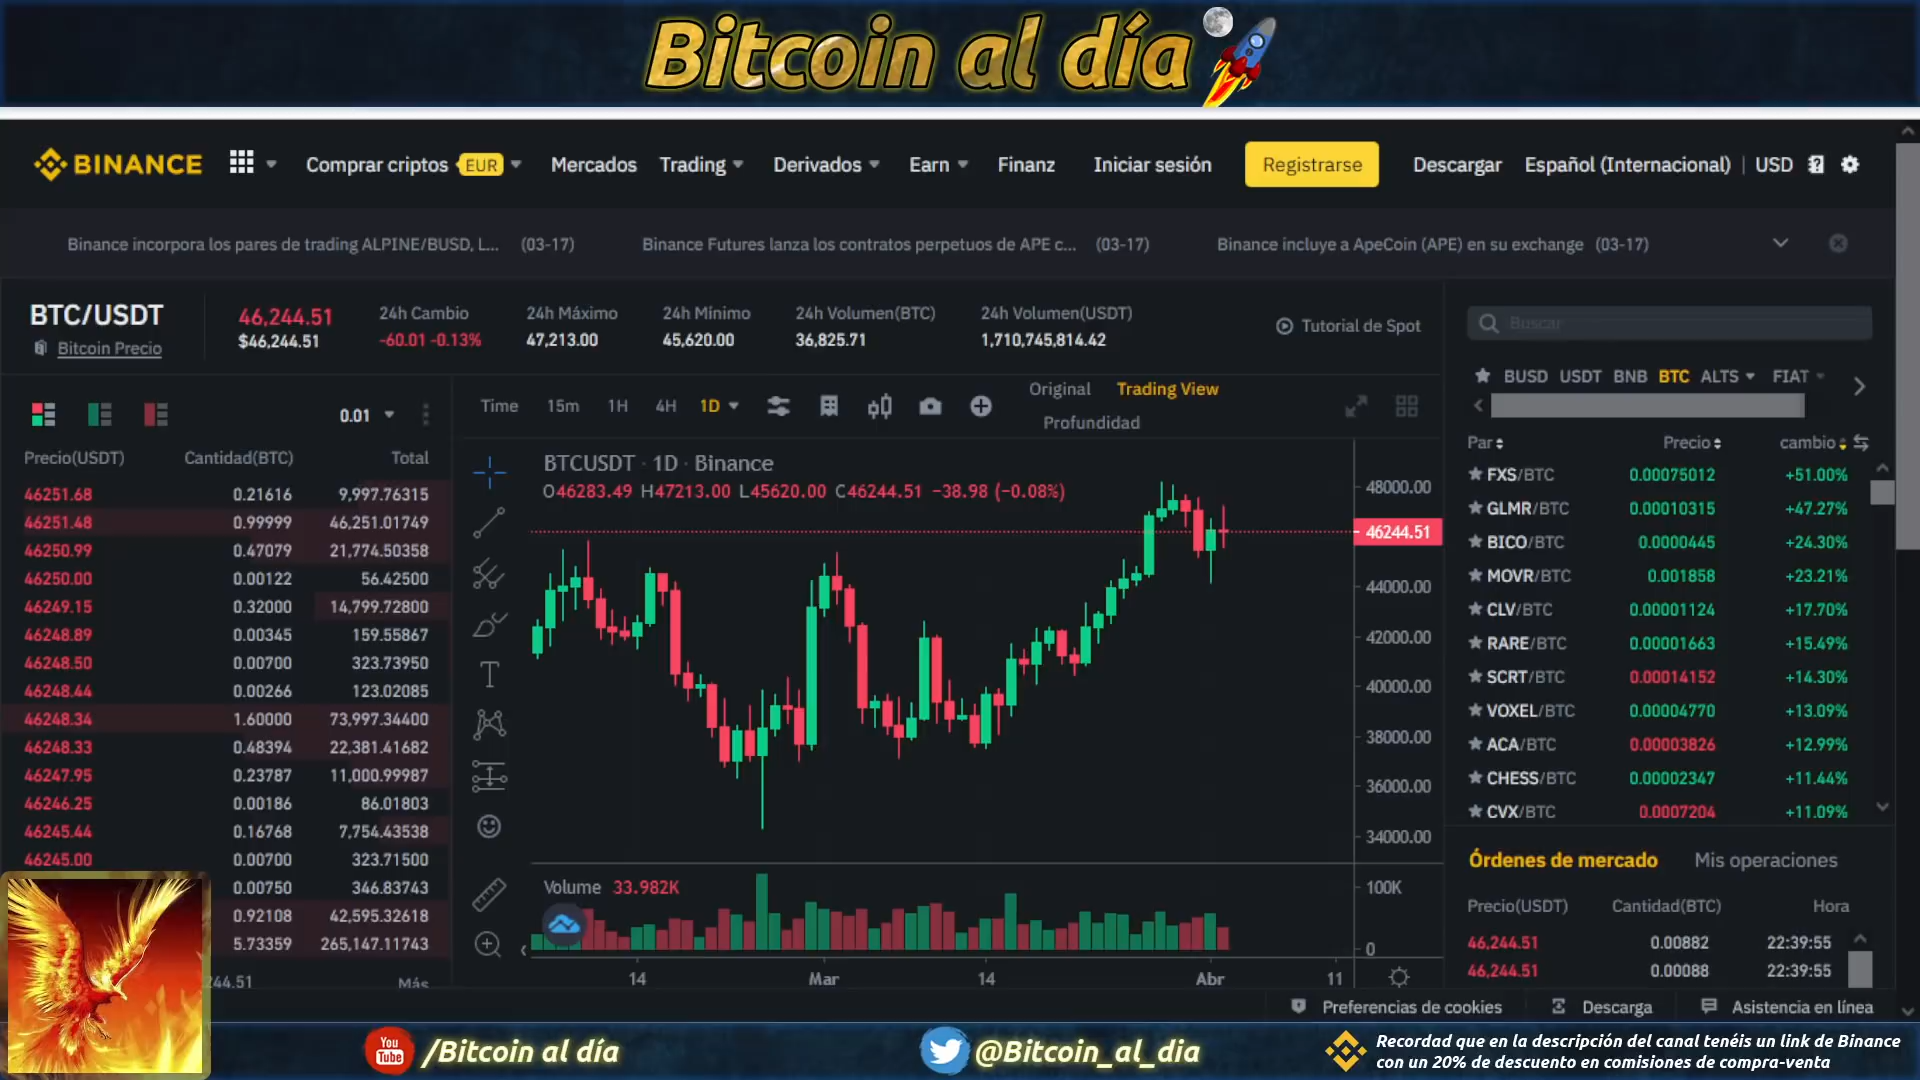 Bitcoin al día
BINANCE
Comprar criptos EUR
Mercados
Trading
Derivados
Earn
Finanz
Iniciar sesión
Registrarse
Descargar
Español (Internacional)
USD
Binance incorpora los pares de trading ALPINE/BUSD, L... (03-17)
Binance Futures lanza los contratos perpetuos de APE c... (03-17)
Binance incluye a ApeCoin (APE) en su exchange (03-17)
BTC/USDT
Bitcoin Precio
46,244.51
$46,244.51
24h Cambio
-60.01 -0.13%
24h Máximo
47,213.00
24h Mínimo
45,620.00
24h Volumen(BTC)
36,825.71
24h Volumen(USDT)
1,710,745,814.42
Tutorial de Spot
0.01
Precio(USDT) Cantidad(BTC) Total
46251.68 0.21616 9,997.76315
46251.48 0.99999 46,251.01749
46250.99 0.47079 21,774.50358
46250.00 0.00122 56.42500
46249.15 0.32000 14,799.72800
46248.89 0.00345 159.55867
46248.50 0.00700 323.73950
46248.44 0.00266 123.02085
46248.34 1.60000 73,997.34400
46248.33 0.48394 22,381.41682
46247.95 0.23787 11,000.99987
46246.25 0.00186 86.01803
46245.44 0.16768 7,754.43538
46245.00 0.00700 323.71500
0.00750 346.83743
0.92108 42,595.32618
5.73359 265,147.11743
244.51 Más
Time 15m 1H 4H 1D
Original Trading View
Profundidad
BTCUSDT · 1D · Binance
O46283.49 H47213.00 L45620.00 C46244.51 −38.98 (−0.08%)
48000.00
46244.51
44000.00
42000.00
40000.00
38000.00
36000.00
34000.00
Volume 33.982K
100K
0
14 Mar 14 Abr 11
Buscar
BUSD USDT BNB BTC ALTS FIAT
Par Precio cambio
FXS/BTC 0.00075012 +51.00%
GLMR/BTC 0.00010315 +47.27%
BICO/BTC 0.0000445 +24.30%
MOVR/BTC 0.001858 +23.21%
CLV/BTC 0.00001124 +17.70%
RARE/BTC 0.00001663 +15.49%
SCRT/BTC 0.00014152 +14.30%
VOXEL/BTC 0.00004770 +13.09%
ACA/BTC 0.00003826 +12.99%
CHESS/BTC 0.00002347 +11.44%
CVX/BTC 0.0007204 +11.09%
Órdenes de mercado Mis operaciones
Precio(USDT) Cantidad(BTC) Hora
46,244.51 0.00882 22:39:55
46,244.51 0.00088 22:39:55
Preferencias de cookies
Descarga
Asistencia en línea
You
Tube
/Bitcoin al día
@Bitcoin_al_dia
Recordad que en la descripción del canal tenéis un link de Binance
con un 20% de descuento en comisiones de compra-venta